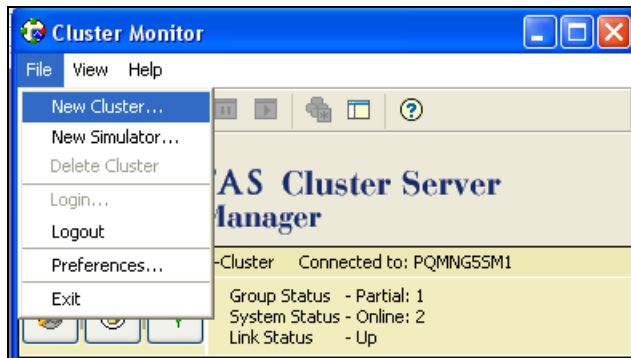 Cluster Monitor
File View Help
New Cluster...
New Simulator...
Delete Cluster
Login...
Logout
Preferences...
Exit
AS Cluster Server
Manager
-Cluster Connected to: PQMNG5SM1
Group Status - Partial: 1
System Status - Online: 2
Link Status - Up